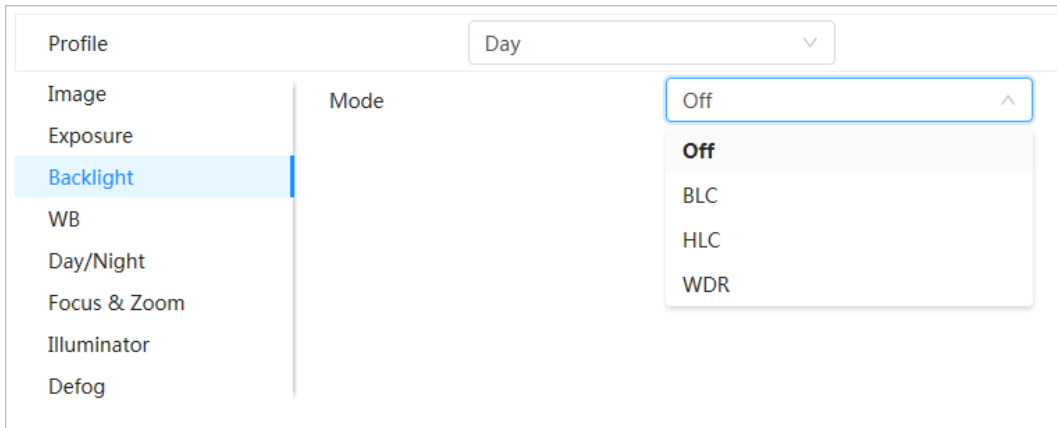 Profile
Day
Image
Mode
Off
Exposure
Off
Backlight
BLC
WB
HLC
Day/Night
WDR
Focus & Zoom
Illuminator
Defog